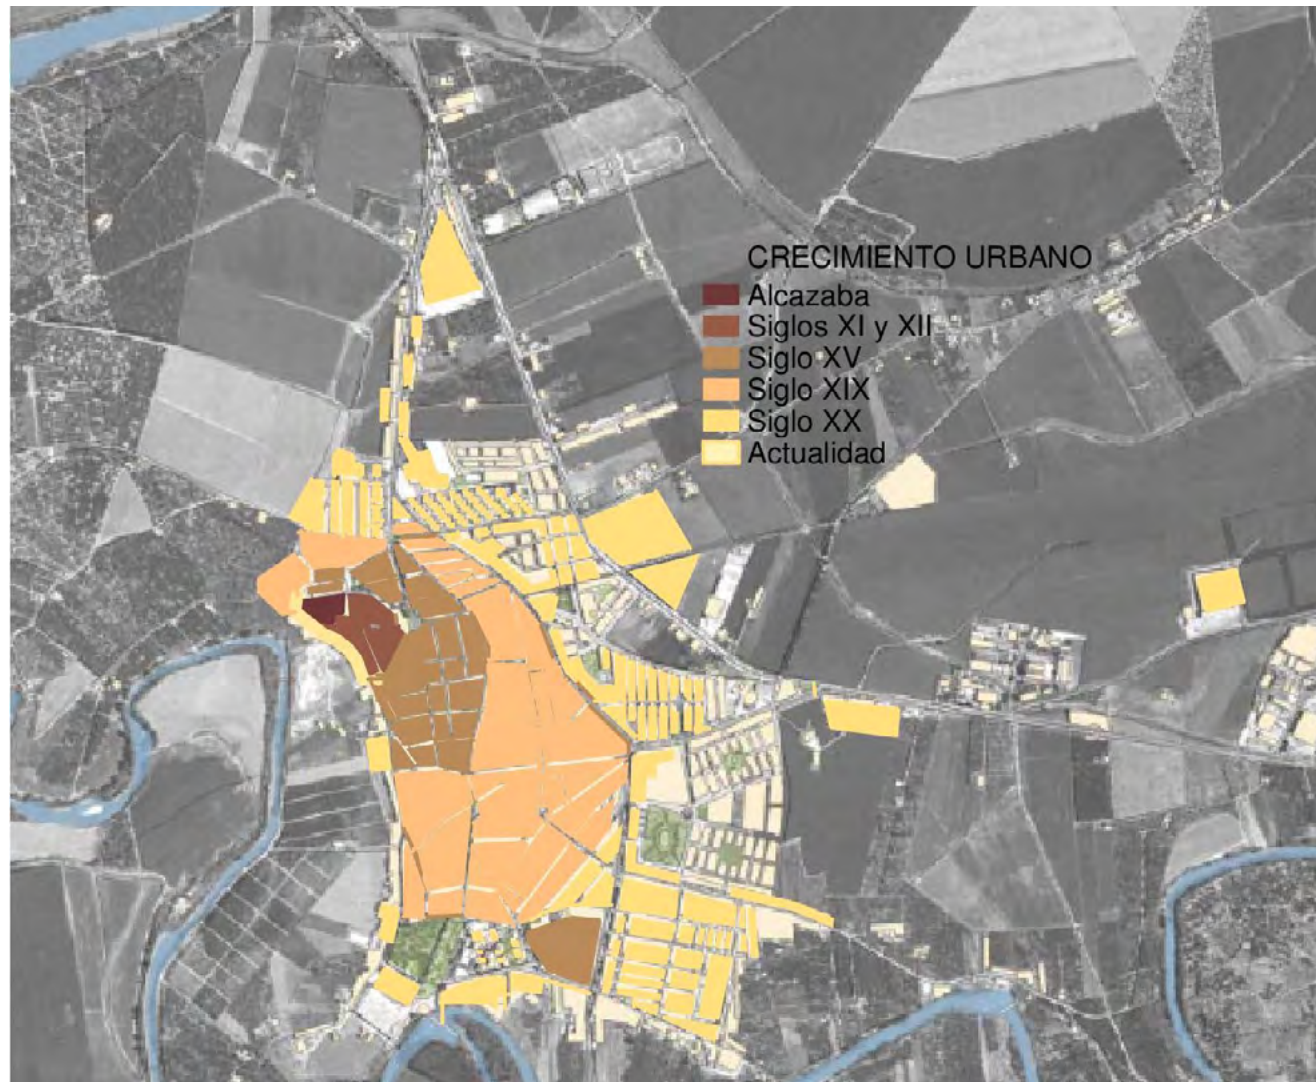 CRECIMIENTO URBANO
Alcazaba
Siglos XI y XII
Siglo XV
Siglo XIX
Siglo XX
Actualidad